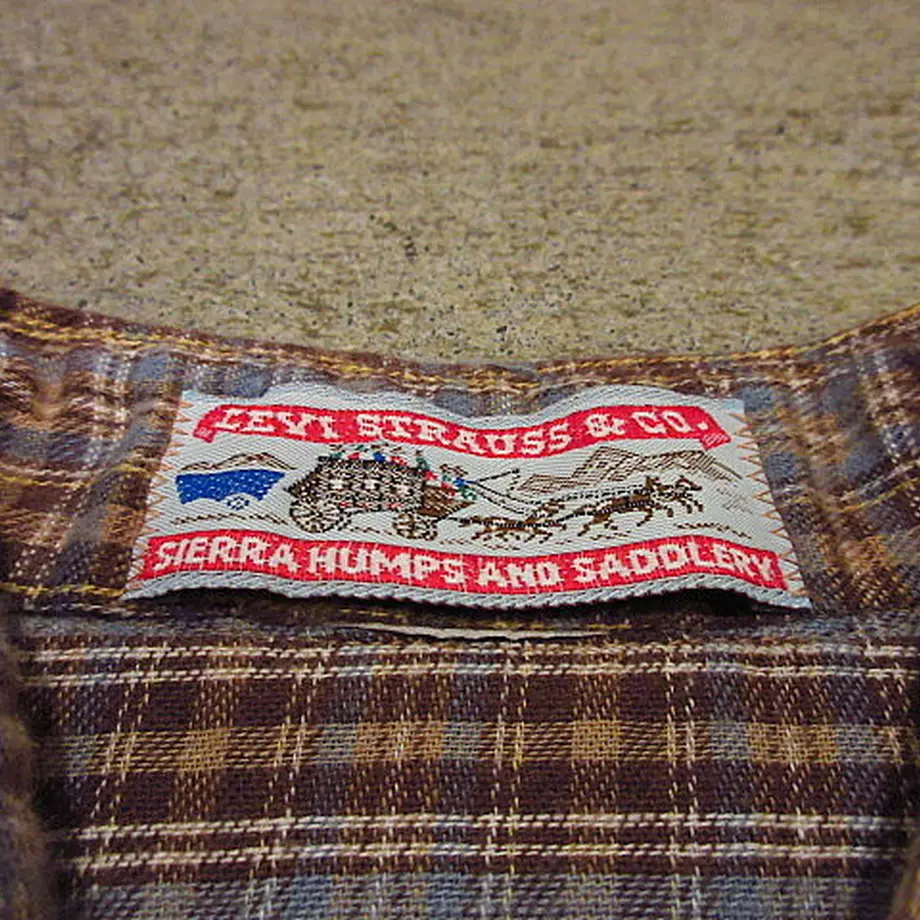 LEVI STRAUSS & CO.
SIERRA HUMPS AND SADDLERY